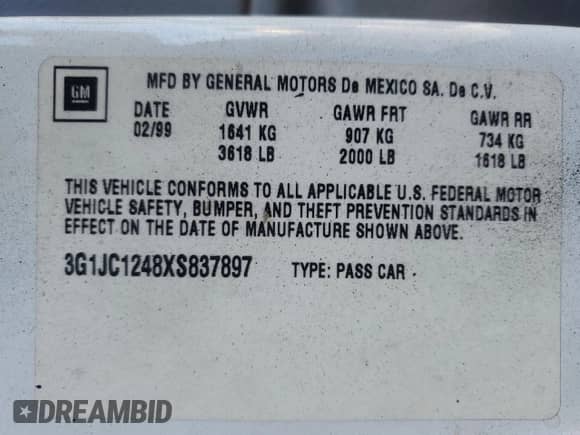 GM
MFD BY GENERAL MOTORS De MEXICO SA. De C.V.
DATE GVWR GAWR FRT GAWR RR
02/99 1641 KG 907 KG 734 KG
3618 LB 2000 LB 1618 LB
THIS VEHICLE CONFORMS TO ALL APPLICABLE U.S. FEDERAL MOTOR
VEHICLE SAFETY, BUMPER, AND THEFT PREVENTION STANDARDS IN
EFFECT ON THE DATE OF MANUFACTURE SHOWN ABOVE.
3G1JC1248XS837897 TYPE: PASS CAR
DREAMBID